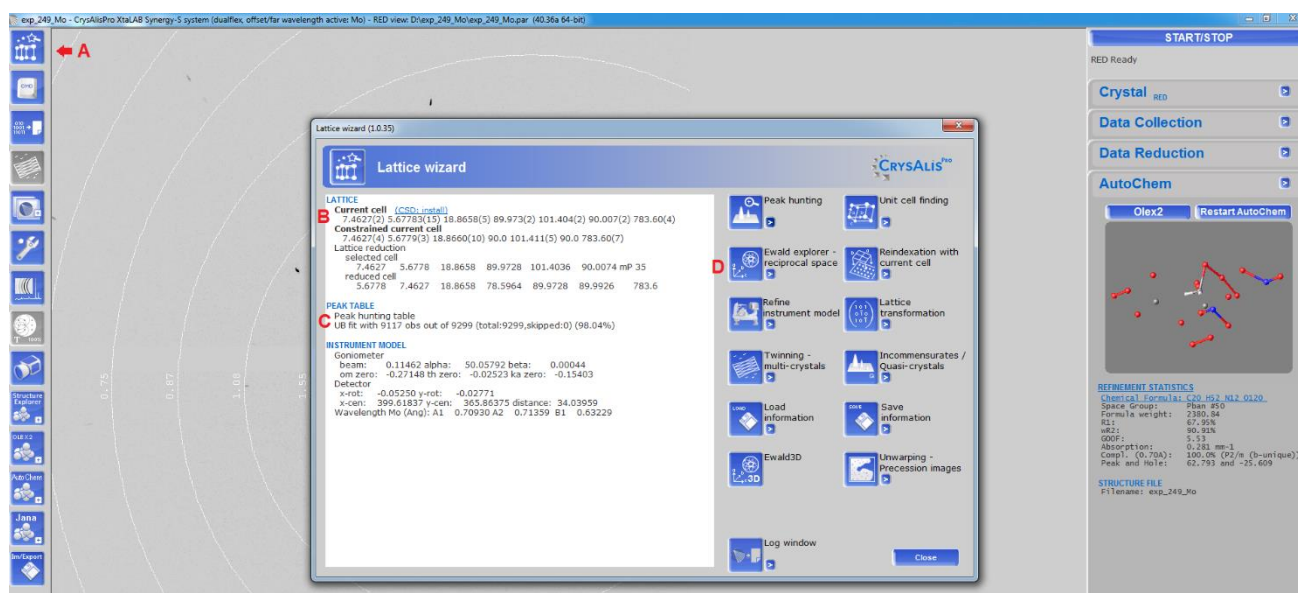 exp_249_Mo - CrysAlisPro XtaLAB Synergy-S system (dualflex, offset/far wavelength active: Mo) - RED view: D:\exp_249_Mo\exp_249_Mo.par (40.36a 64-bit)
A
CMD
START/STOP
RED Ready
Crystal RED
Data Collection
Data Reduction
AutoChem
Olex2
Restart AutoChem
REFINEMENT STATISTICS
Chemical Formula: C20 H52 N12 O120
Space Group: Pban #50
Formula weight: 2380.84
R1: 67.95%
wR2: 90.91%
GOOF: 5.53
Absorption: 0.281 mm-1
Compl. (0.70A): 100.0% (P2/m (b-unique))
Peak and Hole: 62.793 and -25.609
STRUCTURE FILE
Filename: exp_249_Mo
Lattice wizard (1.0.35)
Lattice wizard
CRYSALIS Pro
LATTICE
B
Current cell (CSD: install)
7.4627(2) 5.67783(15) 18.8658(5) 89.973(2) 101.404(2) 90.007(2) 783.60(4)
Constrained current cell
7.4627(4) 5.6779(3) 18.8660(10) 90.0 101.411(5) 90.0 783.60(7)
Lattice reduction
selected cell
7.4627 5.6778 18.8658 89.9728 101.4036 90.0074 mP 35
reduced cell
5.6778 7.4627 18.8658 78.5964 89.9728 89.9926 783.6
PEAK TABLE
Peak hunting table
C
UB fit with 9117 obs out of 9299 (total:9299,skipped:0) (98.04%)
INSTRUMENT MODEL
Goniometer
beam: 0.11462 alpha: 50.05792 beta: 0.00044
om zero: -0.27148 th zero: -0.02523 ka zero: -0.15403
Detector
x-rot: -0.05250 y-rot: -0.02771
x-cen: 399.61837 y-cen: 365.86375 distance: 34.03959
Wavelength Mo (Ang): A1 0.70930 A2 0.71359 B1 0.63229
Peak hunting
Unit cell finding
D
Ewald explorer - reciprocal space
Reindexation with current cell
Refine instrument model
Lattice transformation
Twinning - multi-crystals
Incommensurates / Quasi-crystals
LOAD
Load information
SAVE
Save information
3D
Ewald3D
Unwarping - Precession images
Log window
Close
0.75
0.87
1.08
1.55
Structure Explorer
OLEX2
AutoChem
Jana
Im/Export